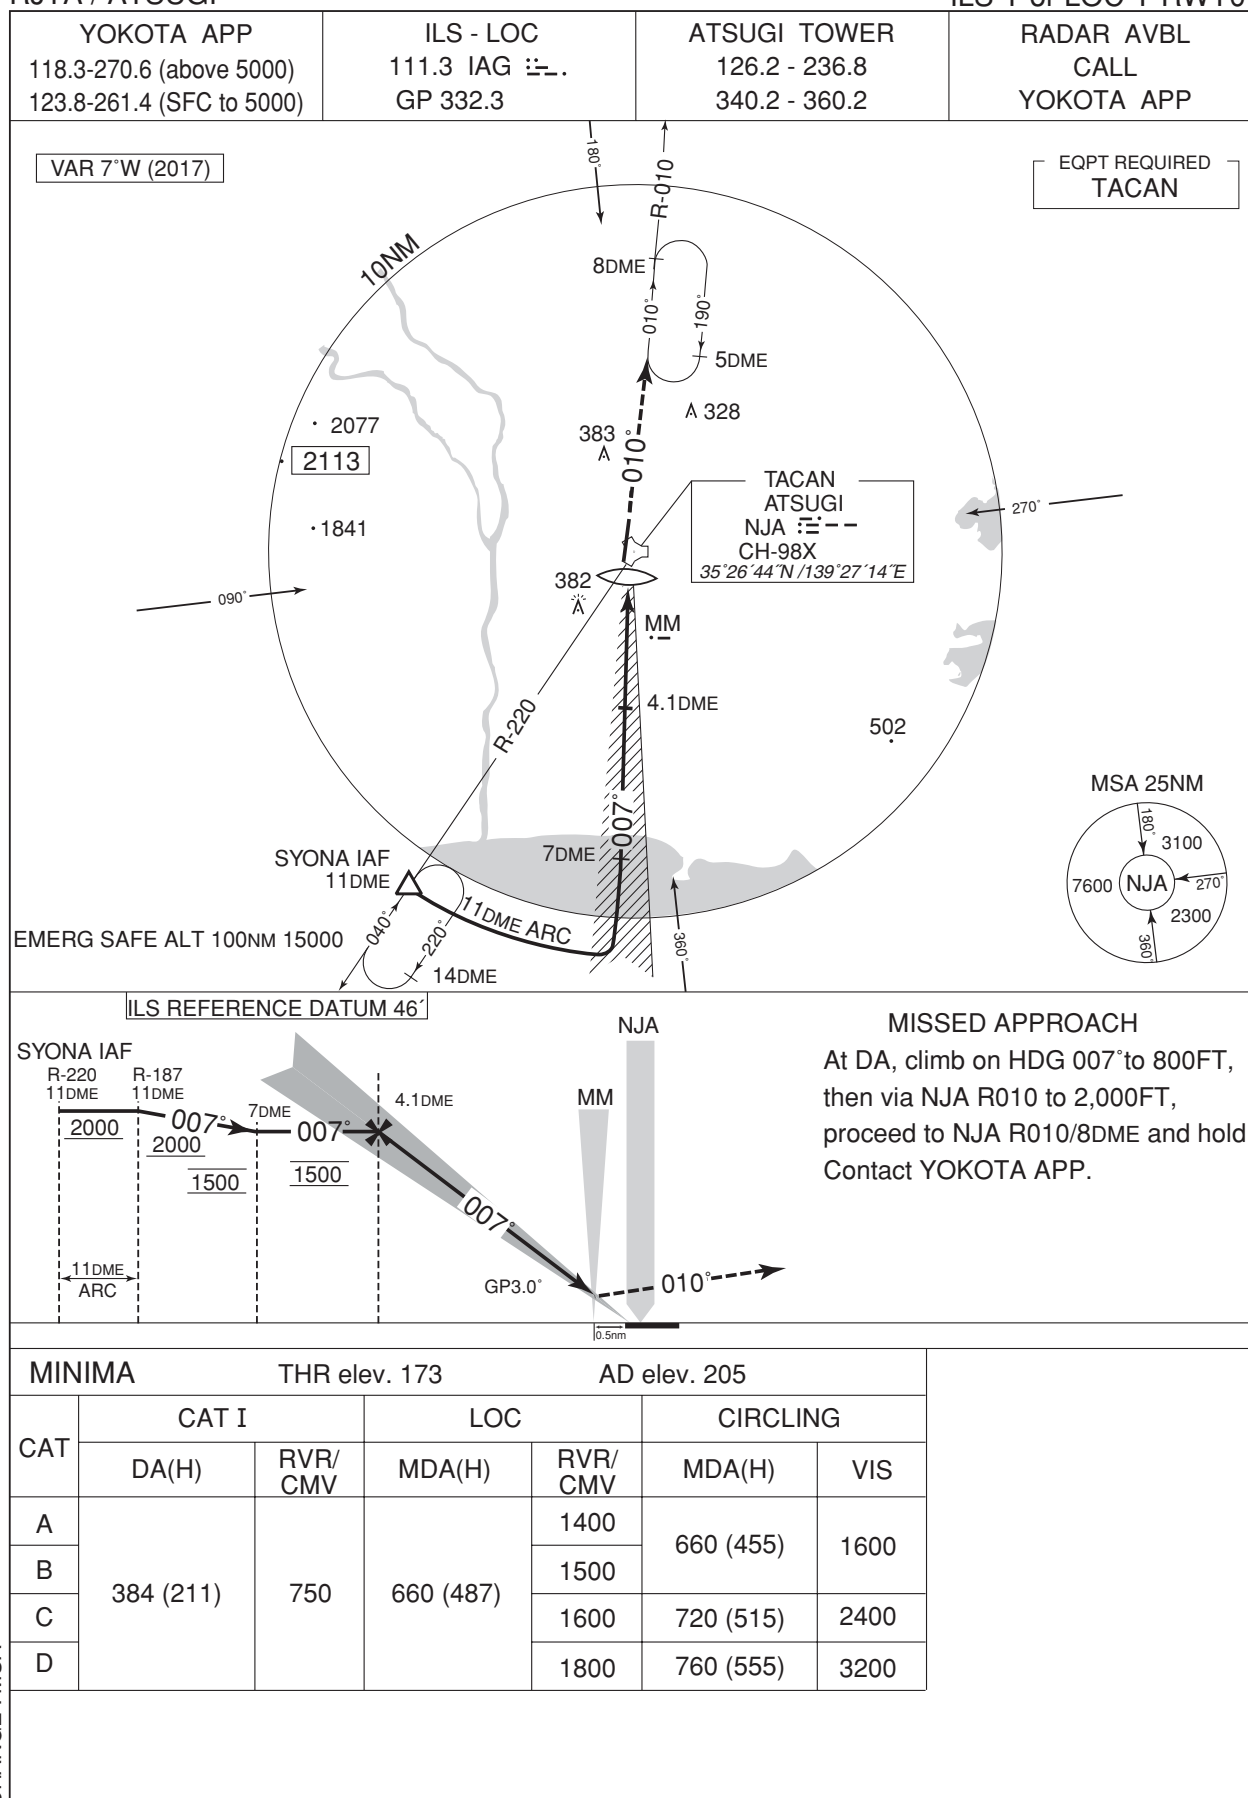 RJTA / ATSUGI
YOKOTA APP
118.3-270.6 (above 5000)
123.8-261.4 (SFC to 5000)
ILS - LOC
111.3 IAG
GP 332.3
ATSUGI TOWER
126.2 - 236.8
340.2 - 360.2
RADAR AVBL
CALL
YOKOTA APP
VAR 7°W (2017)
EQPT REQUIRED
TACAN
180°
R-010
10NM
8DME
010°
190°
5DME
328
383
2077
2113
010°
TACAN
ATSUGI
NJA
CH-98X
35°26´44˝N /139°27´14˝E
270°
1841
382
090°
MM
4.1DME
R-220
502
007°
MSA 25NM
180°
3100
7600
NJA
270°
2300
360°
7DME
SYONA IAF
11DME
11DME ARC
040°
220°
360°
EMERG SAFE ALT 100NM 15000
14DME
ILS REFERENCE DATUM 46´
SYONA IAF
R-220
11DME
R-187
11DME
2000
007°
2000
7DME
1500
007°
1500
4.1DME
NJA
MM
007°
GP3.0°
010°
11DME
ARC
0.5nm
MISSED APPROACH
At DA, climb on HDG 007°to 800FT,
then via NJA R010 to 2,000FT,
proceed to NJA R010/8DME and hold
Contact YOKOTA APP.
MINIMA THR elev. 173 AD elev. 205
CAT
CAT I LOC CIRCLING
DA(H) RVR/CMV MDA(H) RVR/CMV MDA(H) VIS
A 384 (211) 750 660 (487) 1400 660 (455) 1600
B 1500
C 1600 720 (515) 2400
D 1800 760 (555) 3200